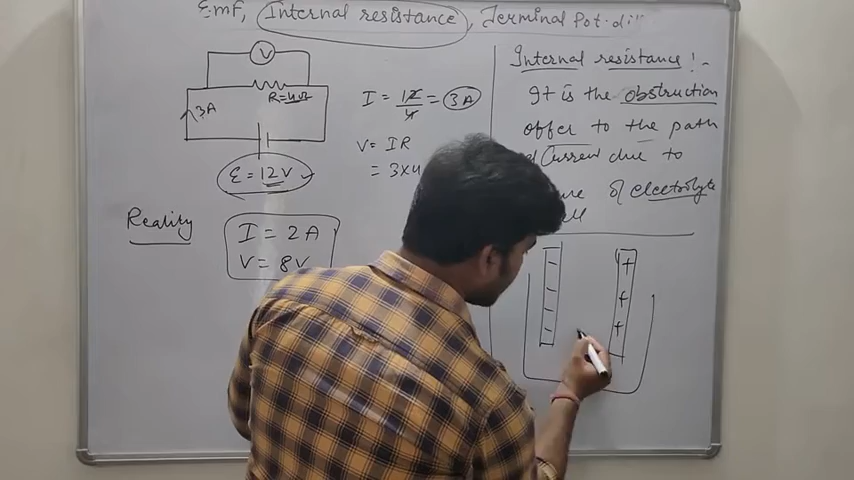 Emf, Internal resistance, Terminal Pot. di
V
R=4Ω
3A
ε = 12V
I = 12/4 = 3A
V = IR
= 3×4
Reality
I = 2A
V = 8V
Internal resistance :-
It is the obstruction
offer to the path
of Current due to
of electrolyte
- - - -
+ + +